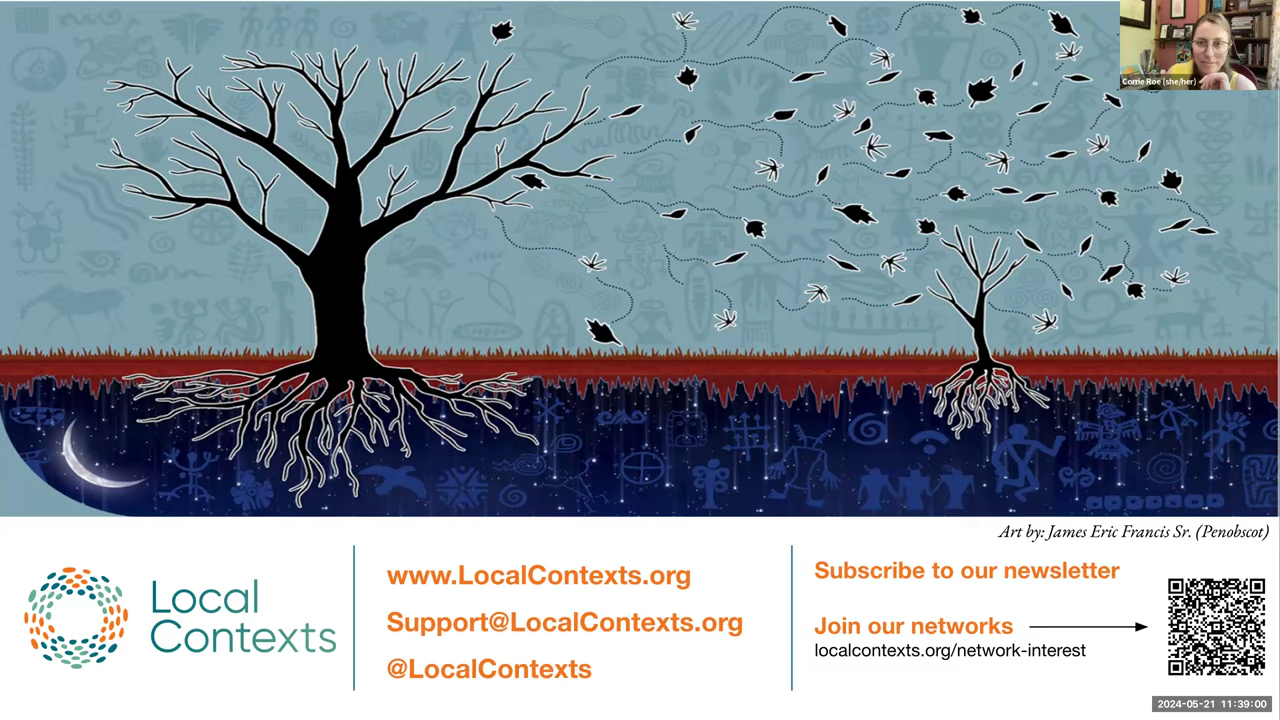 Corrie Roe (she/her)
Art by: James Eric Francis Sr. (Penobscot)
Local
Contexts
www.LocalContexts.org
Support@LocalContexts.org
@LocalContexts
Subscribe to our newsletter
Join our networks
localcontexts.org/network-interest
2024-05-21 11:39:00